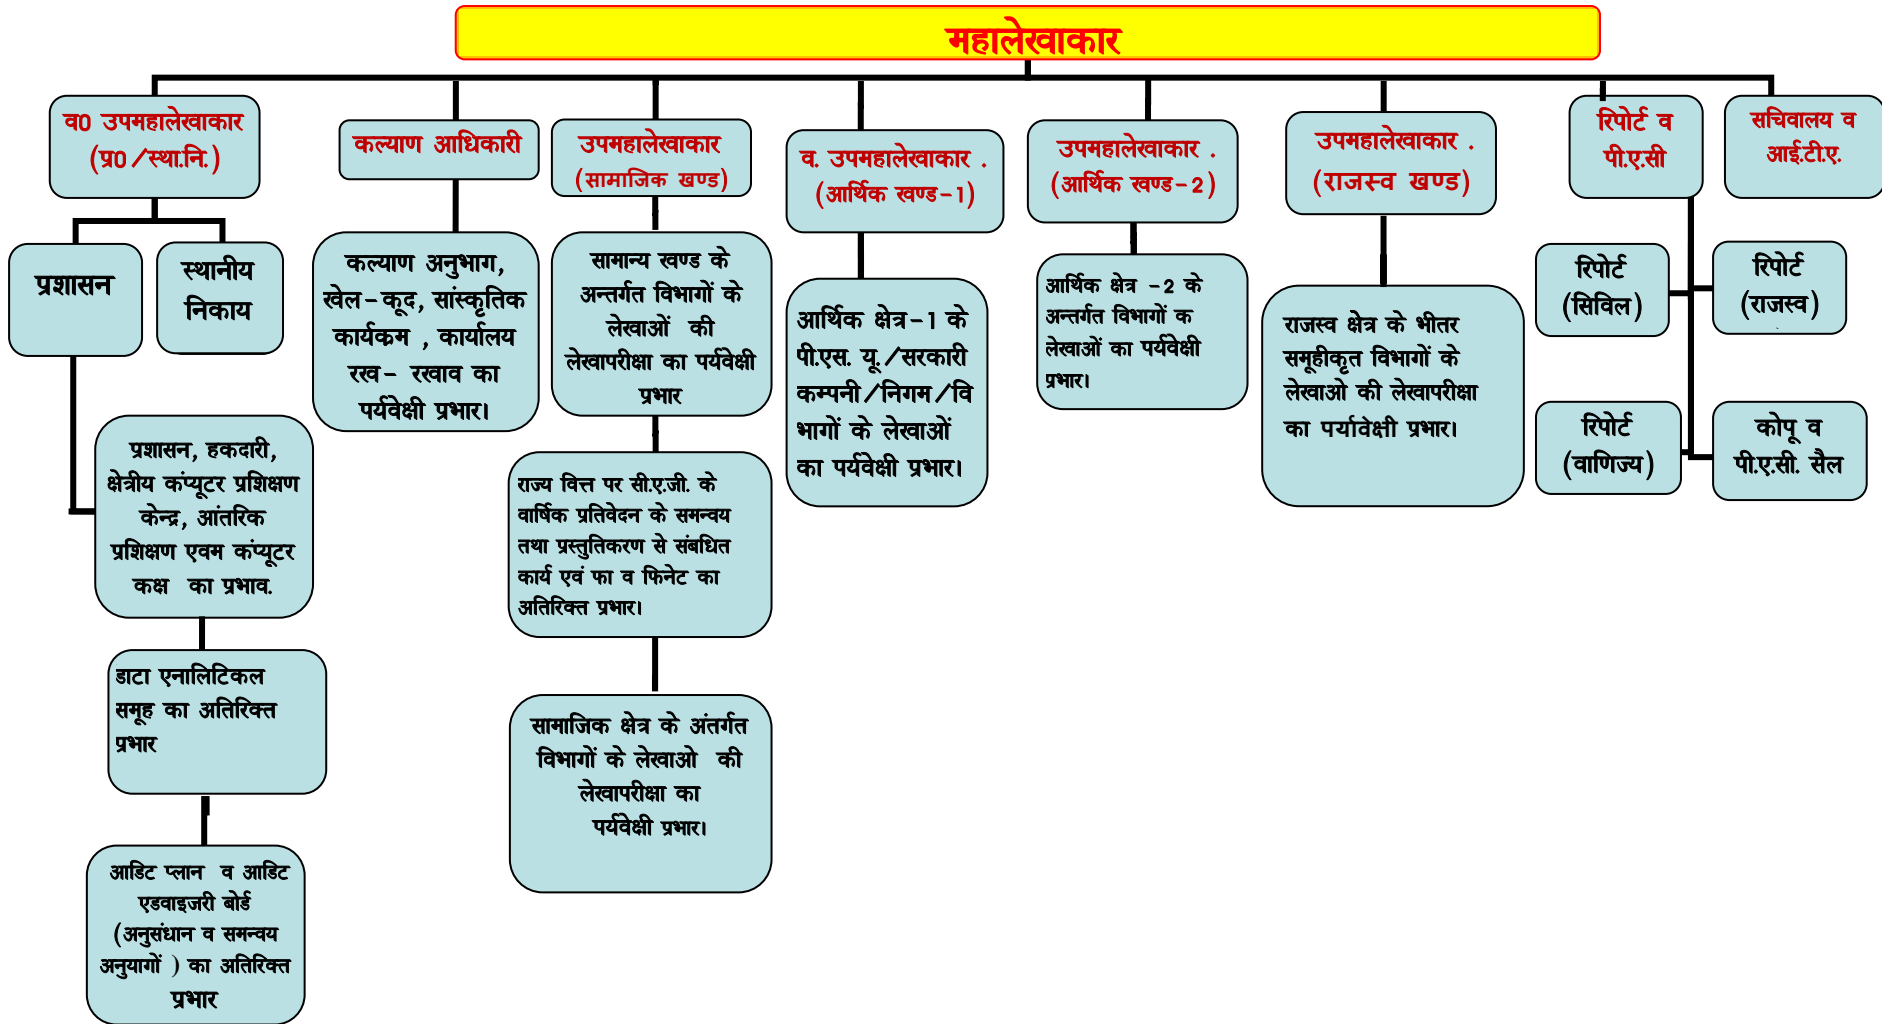 महालेखाकार
व0 उपमहालेखाकार
(प्र0/स्था.नि.)
प्रशासन
स्थानीय
निकाय
प्रशासन, हकदारी,
क्षेत्रीय कंप्यूटर प्रशिक्षण
केन्द्र, आंतरिक
प्रशिक्षण एवम कंप्यूटर
कक्ष का प्रभाव.
डाटा एनालिटिकल
समूह का अतिरिक्त
प्रभार
आडिट प्लान व आडिट
एडवाइजरी बोर्ड
(अनुसंधान व समन्वय
अनुयागों ) का अतिरिक्त
प्रभार
कल्याण आधिकारी
कल्याण अनुभाग,
खेल-कूद, सांस्कृतिक
कार्यकम , कार्यालय
रख- रखाव का
पर्यवेक्षी प्रभार।
उपमहालेखाकार
(सामाजिक खण्ड)
सामान्य खण्ड के
अन्तर्गत विभागों के
लेखाओं की
लेखापरीक्षा का पर्यवेक्षी
प्रभार
राज्य वित्त पर सी.ए.जी. के
वार्षिक प्रतिवेदन के समन्वय
तथा प्रस्तुतिकरण से संबधित
कार्य एवं फा व फिनेट का
अतिरिक्त प्रभार।
सामाजिक क्षेत्र के अंतर्गत
विभागों के लेखाओ की
लेखापरीक्षा का
पर्यवेक्षी प्रभार।
व. उपमहालेखाकार .
(आर्थिक खण्ड-1)
आर्थिक क्षेत्र-1 के
पी.एस. यू./सरकारी
कम्पनी/निगम/वि
भागों के लेखाओं
का पर्यवेक्षी प्रभार।
उपमहालेखाकार .
(आर्थिक खण्ड-2)
आर्थिक क्षेत्र -2 के
अन्तर्गत विभागों क
लेखाओं का पर्यवेक्षी
प्रभार।
उपमहालेखाकार .
(राजस्व खण्ड)
राजस्व क्षेत्र के भीतर
समूहीकृत विभागों के
लेखाओ की लेखापरीक्षा
का पर्यावेक्षी प्रभार।
रिपोर्ट व
पी.ए.सी
रिपोर्ट
(सिविल)
रिपोर्ट
(राजस्व)
रिपोर्ट
(वाणिज्य)
कोपू व
पी.ए.सी. सैल
सचिवालय व
आई.टी.ए.